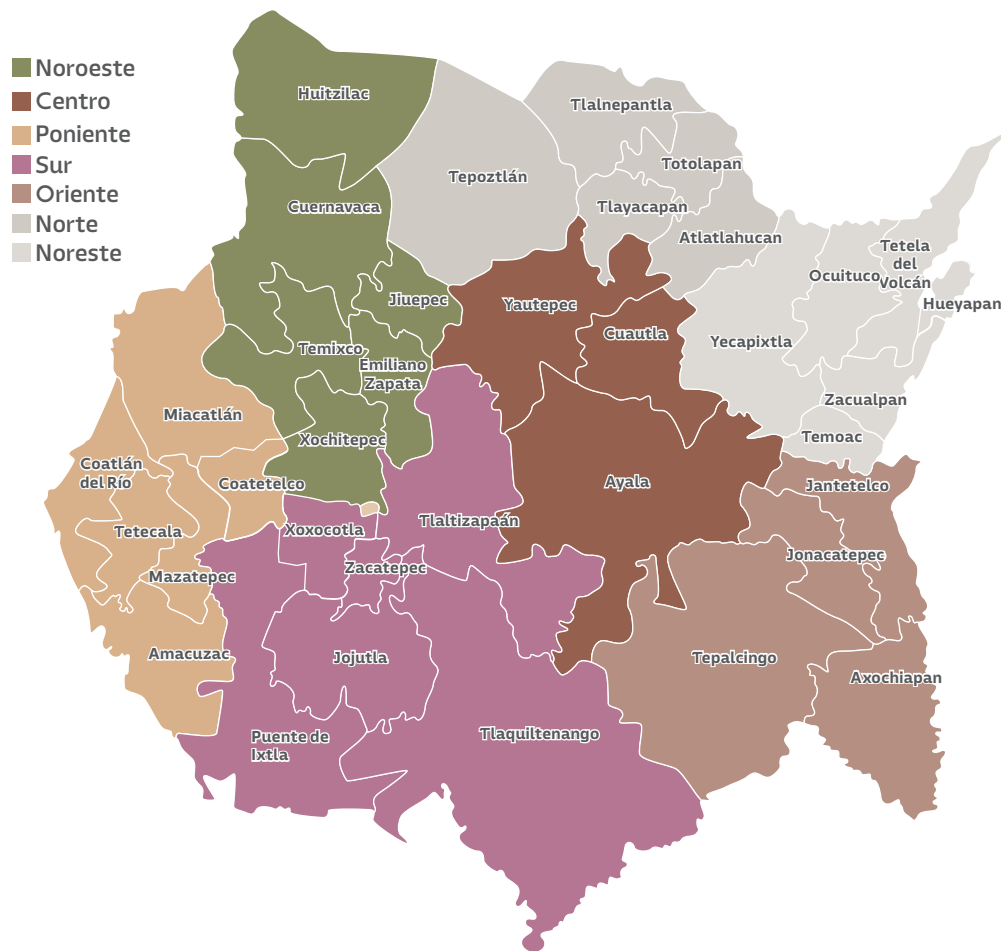 Noroeste
Centro
Poniente
Sur
Oriente
Norte
Noreste
Huitzilac
Tlalnepantla
Totolapan
Tepoztlán
Cuernavaca
Tlayacapan
Atlatlahucan
Tetela
del
Volcán
Ocuituco
Hueyapan
Jiuepec
Yautepec
Cuautla
Yecapixtla
Temixco
Emiliano
Zapata
Zacualpan
Miacatlán
Xochitepec
Temoac
Coatlán
del Río
Coatetelco
Ayala
Jantetelco
Tetecala
Xoxocotla
Tlaltizapaán
Jonacatepec
Mazatepec
Zacatepec
Amacuzac
Jojutla
Tepalcingo
Axochiapan
Puente de
Ixtla
Tlaquiltenango